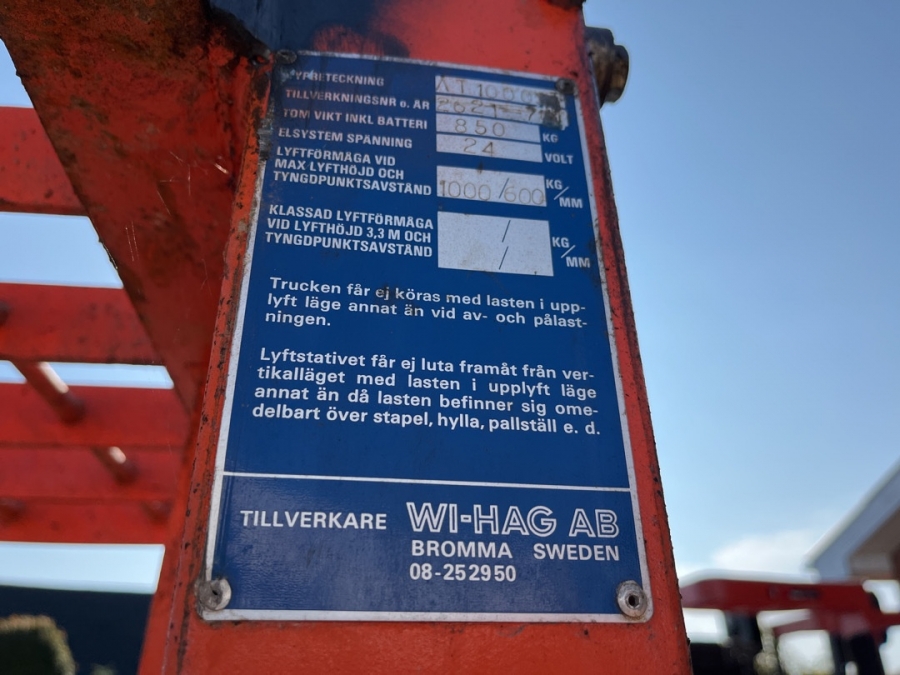 TYPBETECKNING
TILLVERKNINGSNR o. ÅR
TOM VIKT INKL BATTERI 850 KG
ELSYSTEM SPÄNNING 24 VOLT
LYFTFÖRMÅGA VID
MAX LYFTHÖJD OCH
TYNGDPUNKTSAVSTÅND 1000/600 KG/MM
KLASSAD LYFTFÖRMÅGA
VID LYFTHÖJD 3,3 M OCH
TYNGDPUNKTSAVSTÅND / / KG/MM
Trucken får ej köras med lasten i upp-
lyft läge annat än vid av- och pålast-
ningen.
Lyftstativet får ej luta framåt från ver-
tikalläget med lasten i upplyft läge
annat än då lasten befinner sig ome-
delbart över stapel, hylla, pallställ e. d.
TILLVERKARE WI-HAG AB
BROMMA SWEDEN
08-252950